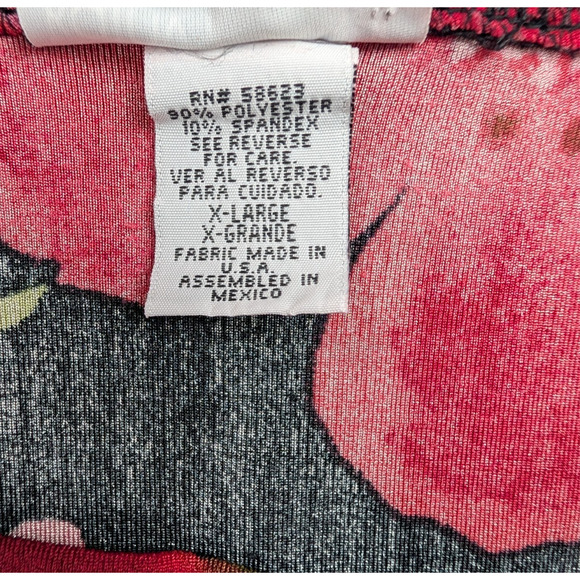 RN# 58623
90% POLYESTER
10% SPANDEX
SEE REVERSE
FOR CARE.
VER AL REVERSO
PARA CUIDADO.
X-LARGE
X-GRANDE
FABRIC MADE IN
U.S.A.
ASSEMBLED IN
MEXICO